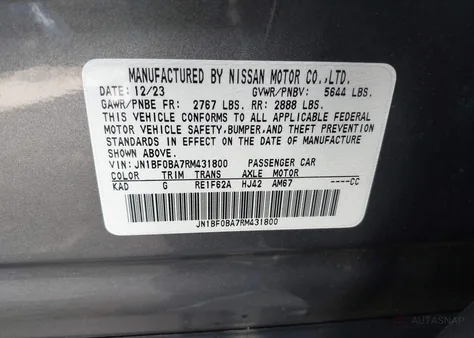 MANUFACTURED BY NISSAN MOTOR CO.,LTD.
DATE: 12/23 GVWR/PNBV: 5644 LBS.
GAWR/PNBE FR: 2767 LBS. RR: 2888 LBS.
THIS VEHICLE CONFORMS TO ALL APPLICABLE FEDERAL
MOTOR VEHICLE SAFETY,BUMPER,AND THEFT PREVENTION
STANDARDS IN EFFECT ON THE DATE OF MANUFACTURE
SHOWN ABOVE.
VIN: JN1BF0BA7RM431800 PASSENGER CAR
COLOR TRIM TRANS AXLE MOTOR
KAD G RE1F62A HJ42 AM67 ----CC
JN1BF0BA7RM431800
AUTASNAP